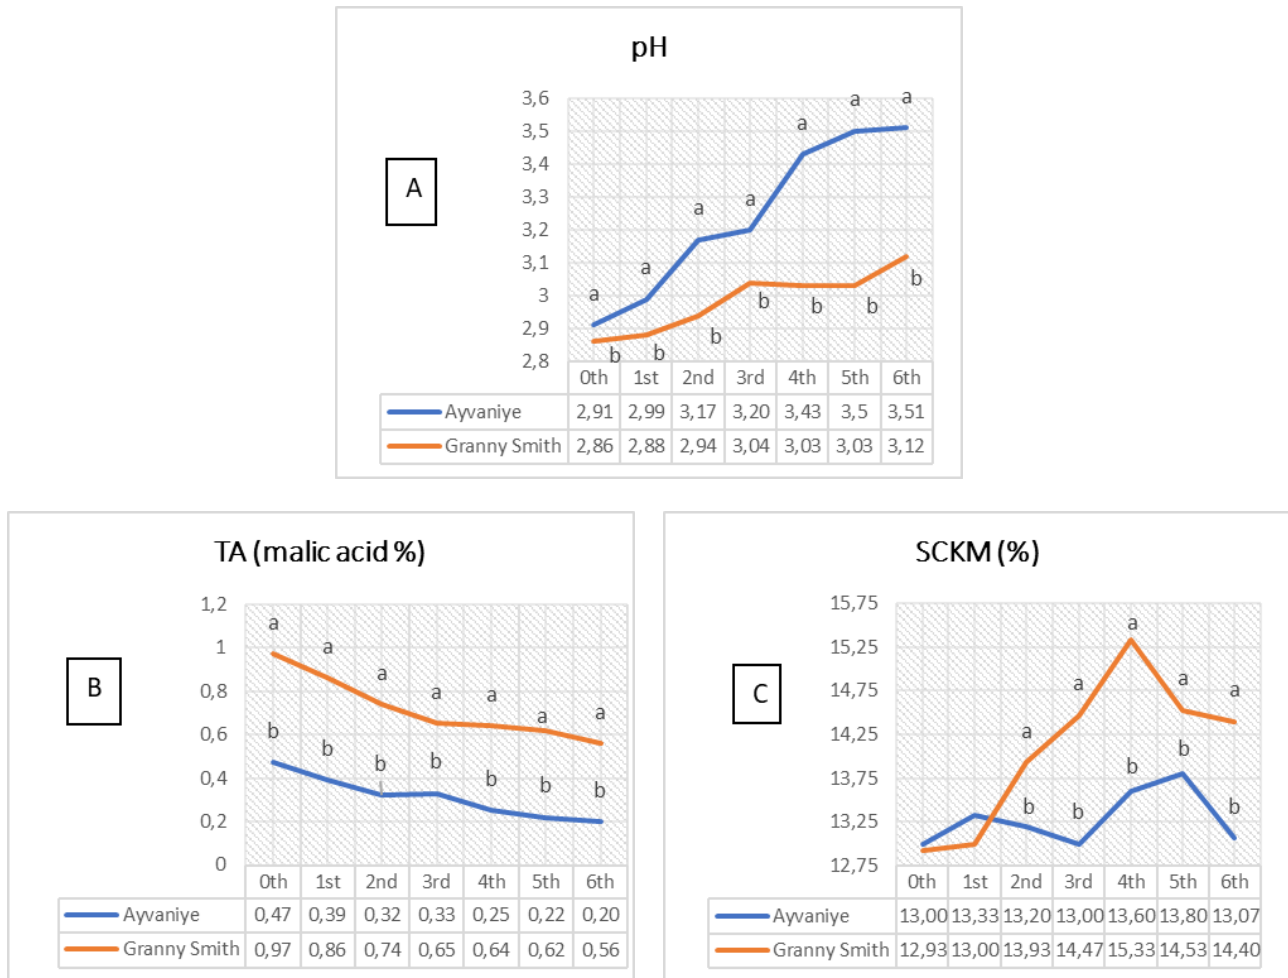 pH
A
3,6
3,5
3,4
3,3
3,2
3,1
3
2,9
2,8
a a a a a a a
b b b b b b b
0th 1st 2nd 3rd 4th 5th 6th
Ayvaniye 2,91 2,99 3,17 3,20 3,43 3,5 3,51
Granny Smith 2,86 2,88 2,94 3,04 3,03 3,03 3,12
TA (malic acid %)
B
1,2
1
0,8
0,6
0,4
0,2
0
a a a a a a a
b b b b b b b
0th 1st 2nd 3rd 4th 5th 6th
Ayvaniye 0,47 0,39 0,32 0,33 0,25 0,22 0,20
Granny Smith 0,97 0,86 0,74 0,65 0,64 0,62 0,56
SCKM (%)
C
15,75
15,25
14,75
14,25
13,75
13,25
12,75
a a a a a
b b b b b
0th 1st 2nd 3rd 4th 5th 6th
Ayvaniye 13,00 13,33 13,20 13,00 13,60 13,80 13,07
Granny Smith 12,93 13,00 13,93 14,47 15,33 14,53 14,40